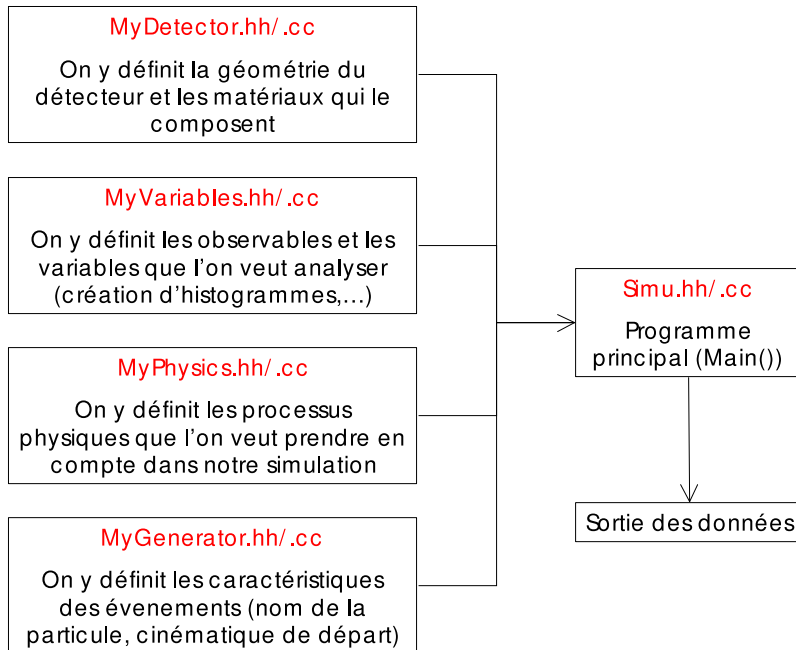 MyDetector.hh/.cc
On y définit la géométrie du
détecteur et les matériaux qui le
composent
MyVariables.hh/.cc
On y définit les observables et les
variables que l'on veut analyser
(création d'histogrammes,...)
MyPhysics.hh/.cc
On y définit les processus
physiques que l'on veut prendre en
compte dans notre simulation
MyGenerator.hh/.cc
On y définit les caractéristiques
des évenements (nom de la
particule, cinématique de départ)
Simu.hh/.cc
Programme
principal (Main())
Sortie des données